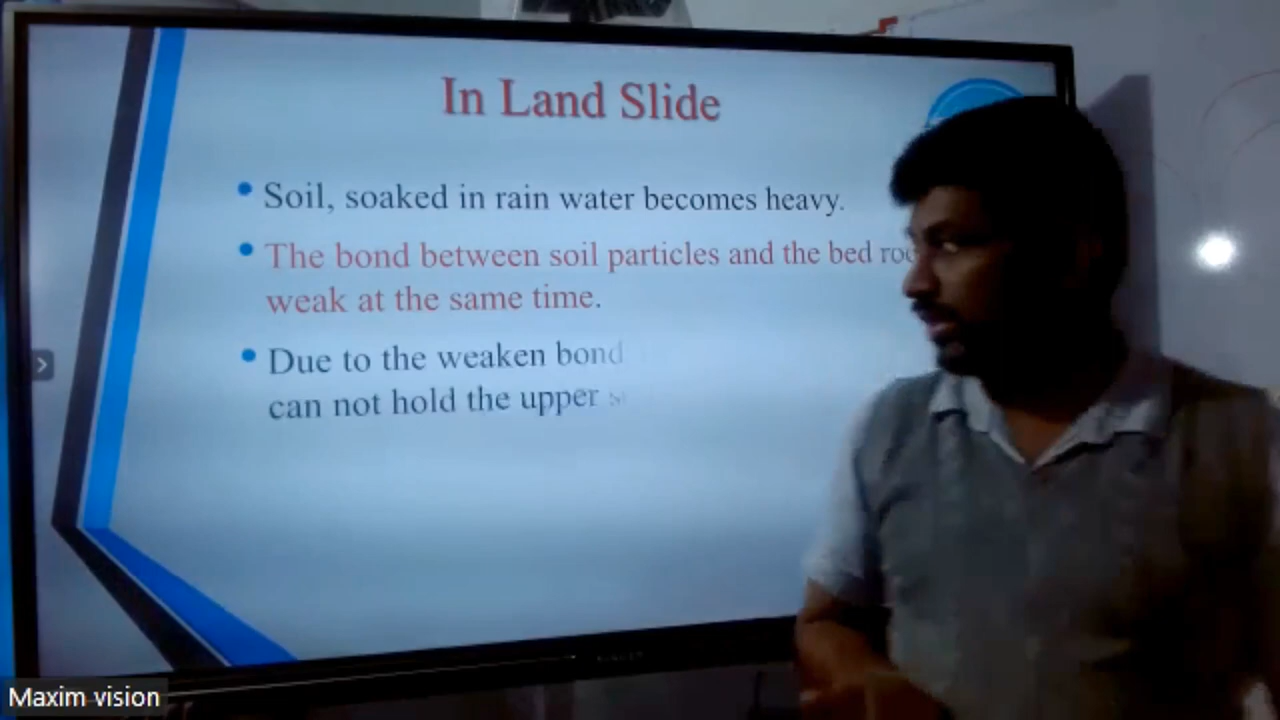 In Land Slide
Soil, soaked in rain water becomes heavy.
The bond between soil particles and the bed
weak at the same time.
Due to the weaken bond
can not hold the upper
Maxim vision